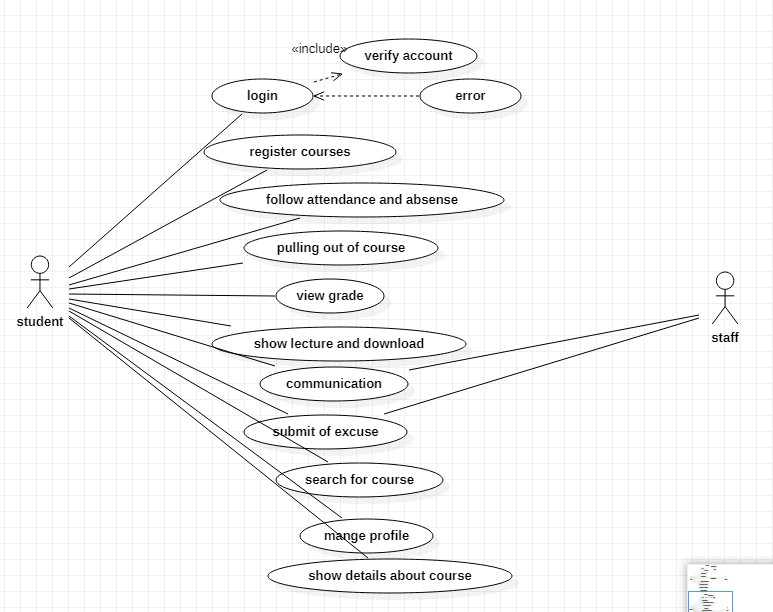 «include»
verify account
login
error
register courses
follow attendance and absense
pulling out of course
view grade
student
staff
show lecture and download
communication
submit of excuse
search for course
mange profile
show details about course